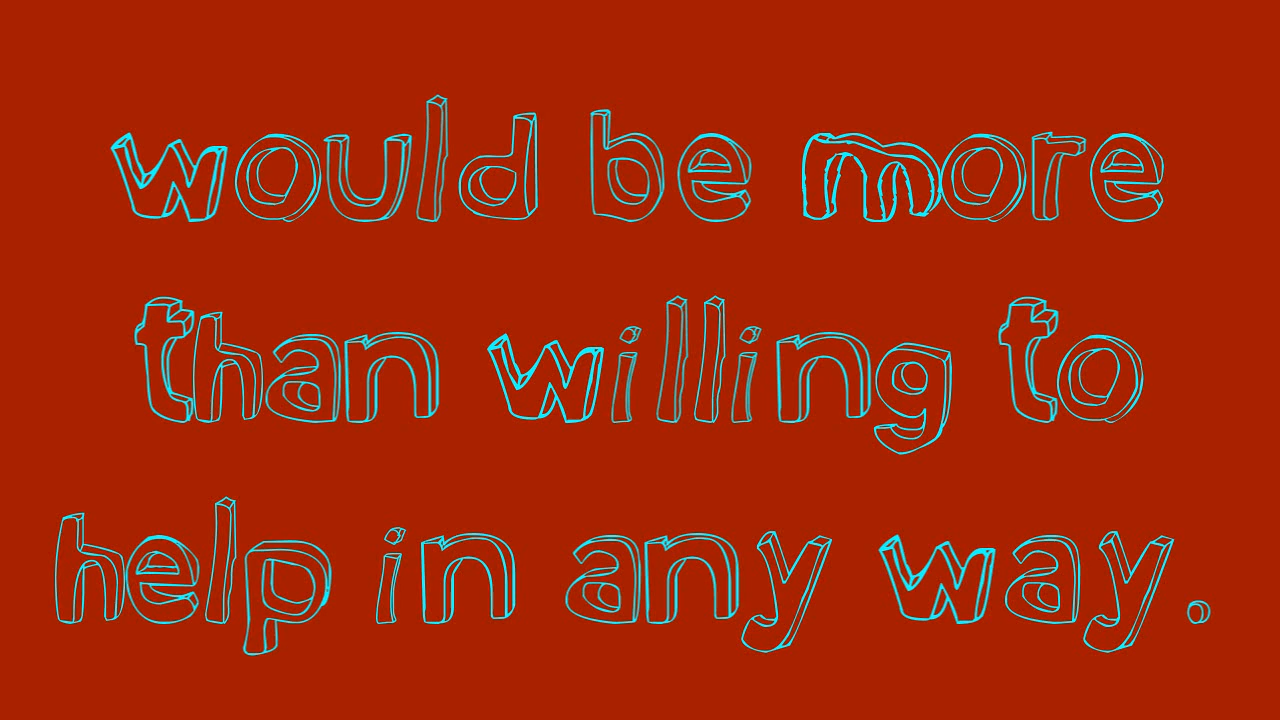 would be more
than willing to
help in any way.